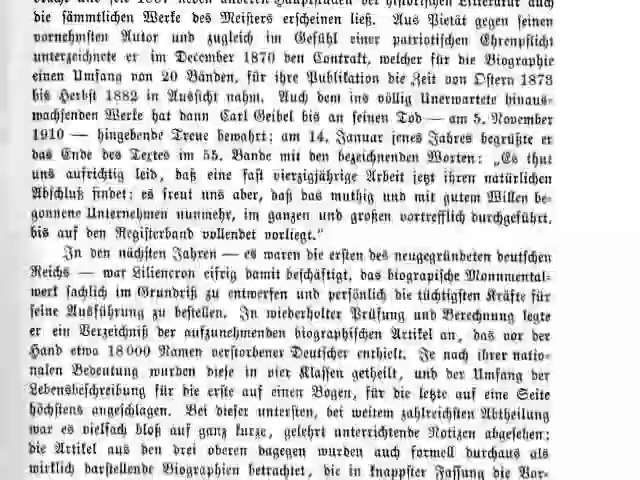 bracht und seit 1867 neben anderen Hauptstücken der historischen Litteratur auch
die sämmtlichen Werke des Meisters erscheinen ließ. Aus Pietät gegen seinen
vornehmsten Autor und zugleich im Gefühl einer patriotischen Ehrenpflicht
unterzeichnete er im December 1870 den Contrakt, welcher für die Biographie
einen Umfang von 20 Bänden, für ihre Publikation die Zeit von Ostern 1873
bis Herbst 1882 in Aussicht nahm. Auch dem ins völlig Unerwartete hinaus-
wachsenden Werke hat dann Carl Geibel bis an seinen Tod — am 5. November
1910 — hingebende Treue bewahrt; am 14. Januar jenes Jahres begrüßte er
das Ende des Textes im 55. Bande mit den bezeichnenden Worten: „Es thut
uns aufrichtig leid, daß eine fast vierzigjährige Arbeit jetzt ihren natürlichen
Abschluß findet; es freut uns aber, daß das muthig und mit gutem Willen be-
gonnene Unternehmen nunmehr, im ganzen und großen vortrefflich durchgeführt,
bis auf den Registerband vollendet vorliegt.“
In den nächsten Jahren — es waren die ersten des neugegründeten deutschen
Reichs — war Liliencron eifrig damit beschäftigt, das biograpische Monnmental-
werk sachlich im Grundriß zu entwerfen und persönlich die tüchtigsten Kräfte für
seine Ausführung zu bestellen. In wiederholter Prüfung und Berechnung legte
er ein Verzeichniß der aufzunehmenden biographischen Artikel an, das vor der
Hand etwa 18000 Namen verstorbener Deutscher enthielt. Je nach ihrer natio-
nalen Bedeutung wurden diese in vier Klassen getheilt, und der Umfang der
Lebensbeschreibung für die erste auf einen Bogen, für die letzte auf eine Seite
höchstens angeschlagen. Bei dieser untersten, bei weitem zahlreichsten Abtheilung
war es vielfach bloß auf ganz kurze, gelehrt unterrichtende Notizen abgesehen;
die Artikel aus den drei oberen dagegen wurden auch formell durchaus als
wirklich darstellende Biographien betrachtet, die in knappster Fassung die Vor-